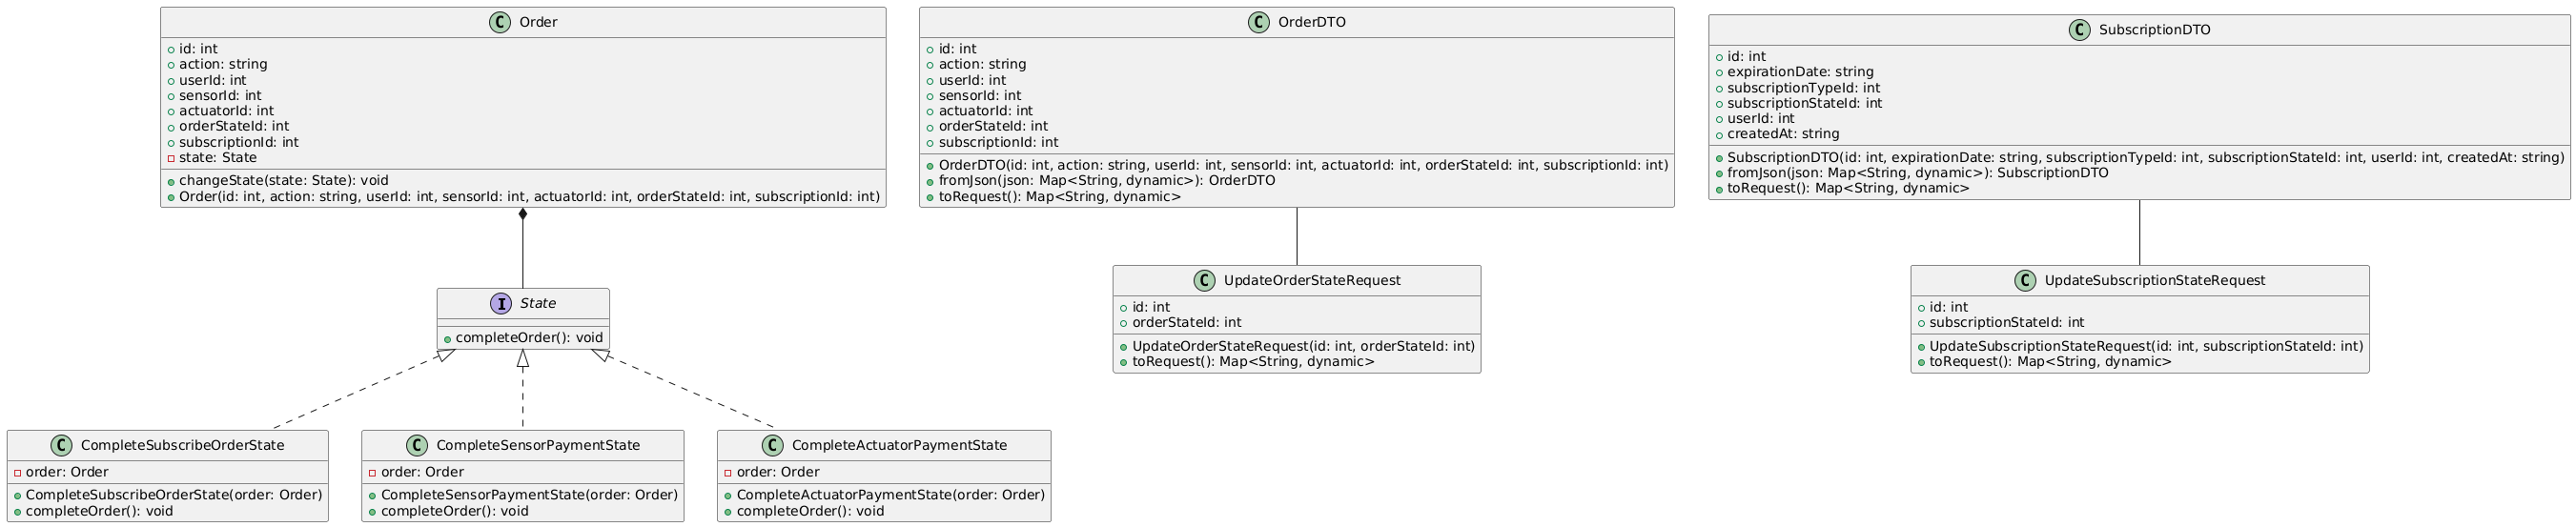 Order
id: int
action: string
userId: int
sensorId: int
actuatorId: int
orderStateId: int
subscriptionId: int
state: State
changeState(state: State): void
Order(id: int, action: string, userId: int, sensorId: int, actuatorId: int, orderStateId: int, subscriptionId: int)
OrderDTO
id: int
action: string
userId: int
sensorId: int
actuatorId: int
orderStateId: int
subscriptionId: int
OrderDTO(id: int, action: string, userId: int, sensorId: int, actuatorId: int, orderStateId: int, subscriptionId: int)
fromJson(json: Map<String, dynamic>): OrderDTO
toRequest(): Map<String, dynamic>
SubscriptionDTO
id: int
expirationDate: string
subscriptionTypeId: int
subscriptionStateId: int
userId: int
createdAt: string
SubscriptionDTO(id: int, expirationDate: string, subscriptionTypeId: int, subscriptionStateId: int, userId: int, createdAt: string)
fromJson(json: Map<String, dynamic>): SubscriptionDTO
toRequest(): Map<String, dynamic>
State
completeOrder(): void
UpdateOrderStateRequest
id: int
orderStateId: int
UpdateOrderStateRequest(id: int, orderStateId: int)
toRequest(): Map<String, dynamic>
UpdateSubscriptionStateRequest
id: int
subscriptionStateId: int
UpdateSubscriptionStateRequest(id: int, subscriptionStateId: int)
toRequest(): Map<String, dynamic>
CompleteSubscribeOrderState
order: Order
CompleteSubscribeOrderState(order: Order)
completeOrder(): void
CompleteSensorPaymentState
order: Order
CompleteSensorPaymentState(order: Order)
completeOrder(): void
CompleteActuatorPaymentState
order: Order
CompleteActuatorPaymentState(order: Order)
completeOrder(): void